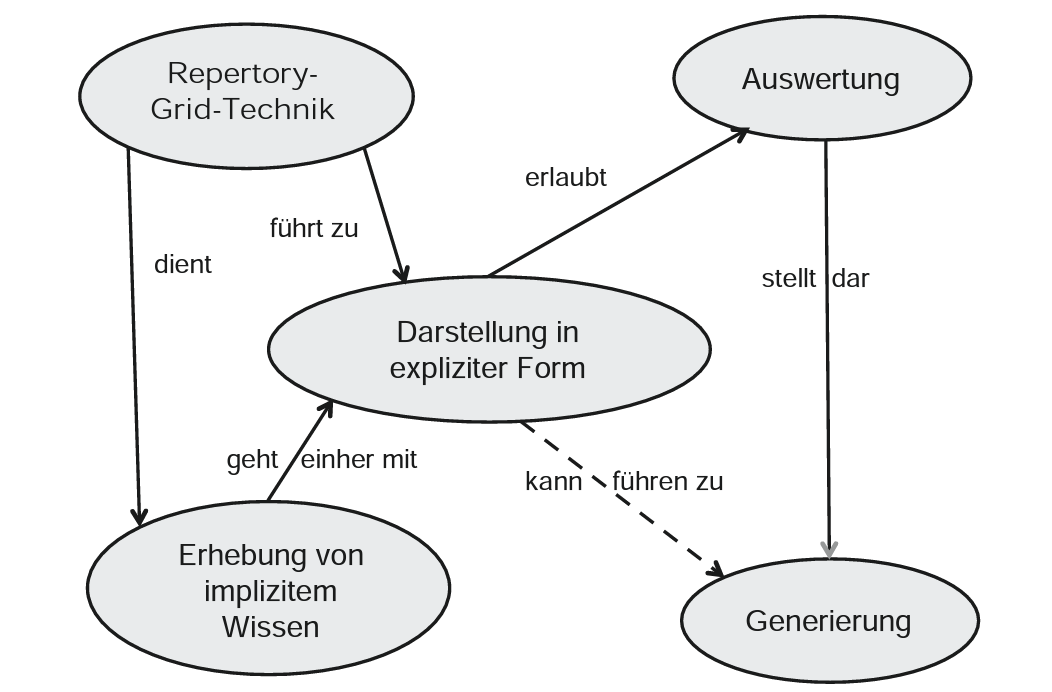 Repertory-
Grid-Technik
Auswertung
erlaubt
führt zu
dient
stellt dar
Darstellung in
expliziter Form
geht einher mit
kann führen zu
Erhebung von
implizitem
Wissen
Generierung